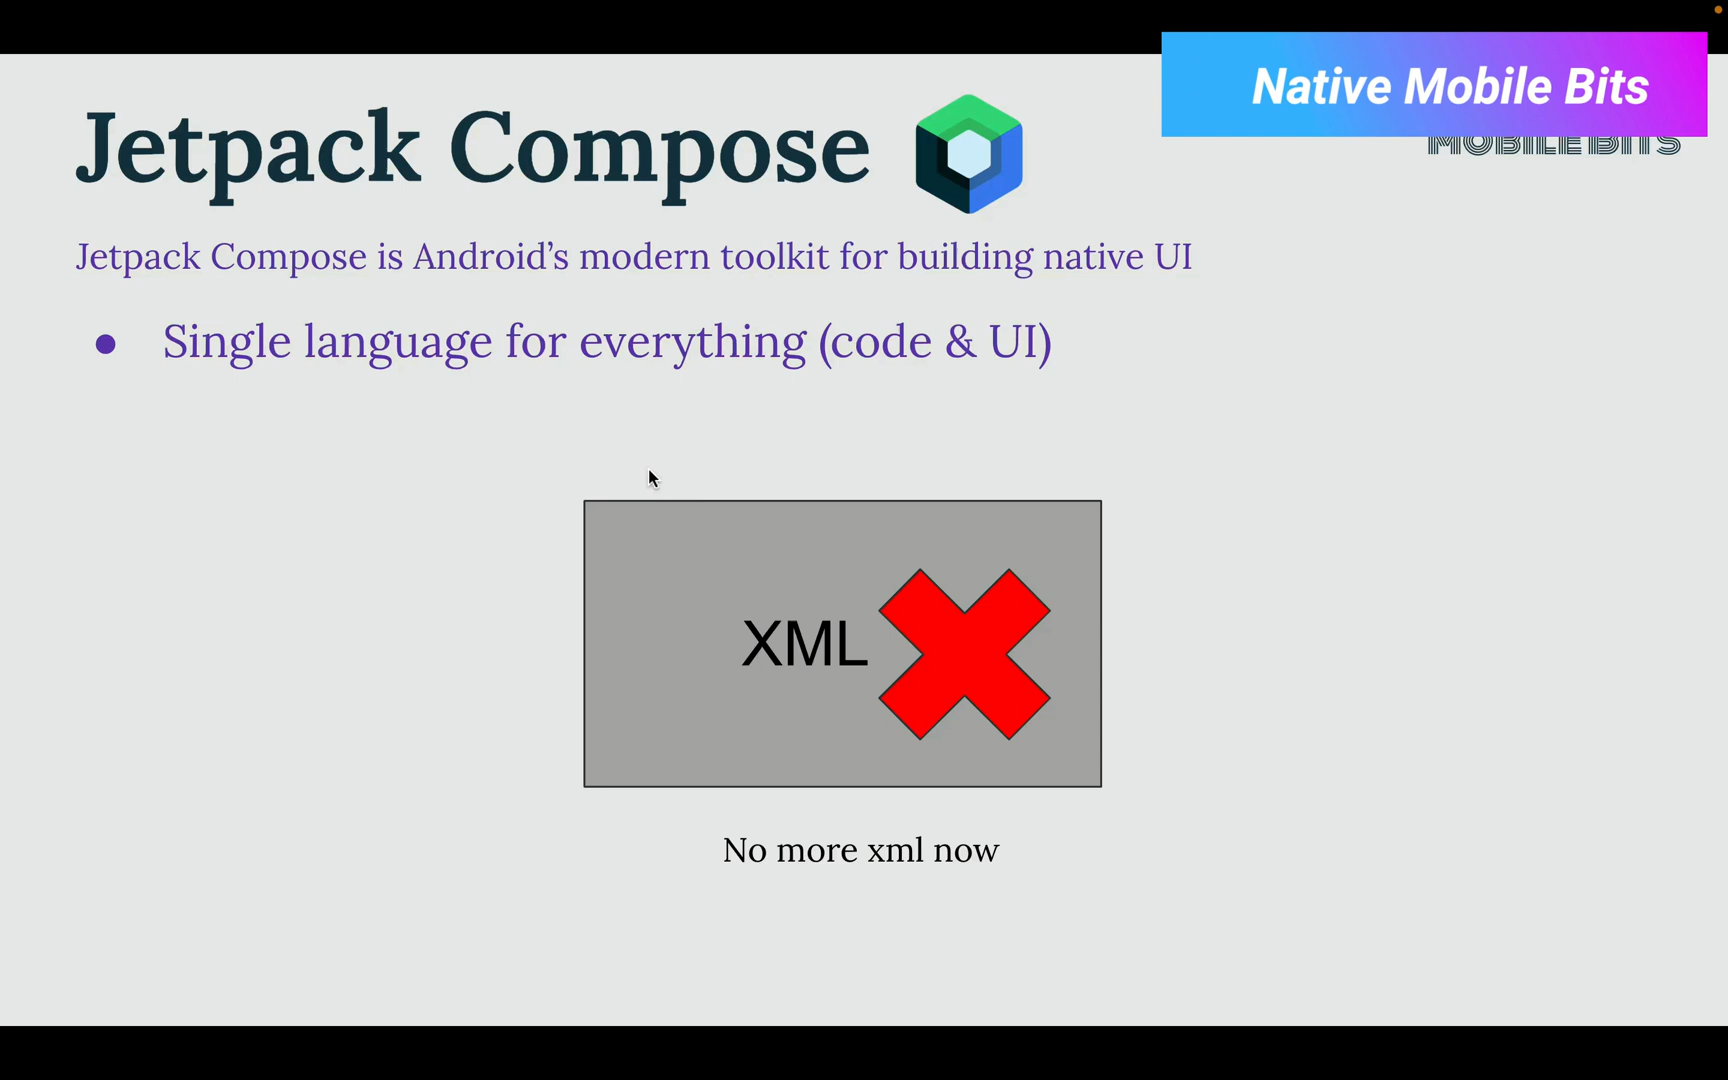 Native Mobile Bits
Jetpack Compose
MOBILE BITS
Jetpack Compose is Android’s modern toolkit for building native UI
● Single language for everything (code & UI)
XML
No more xml now